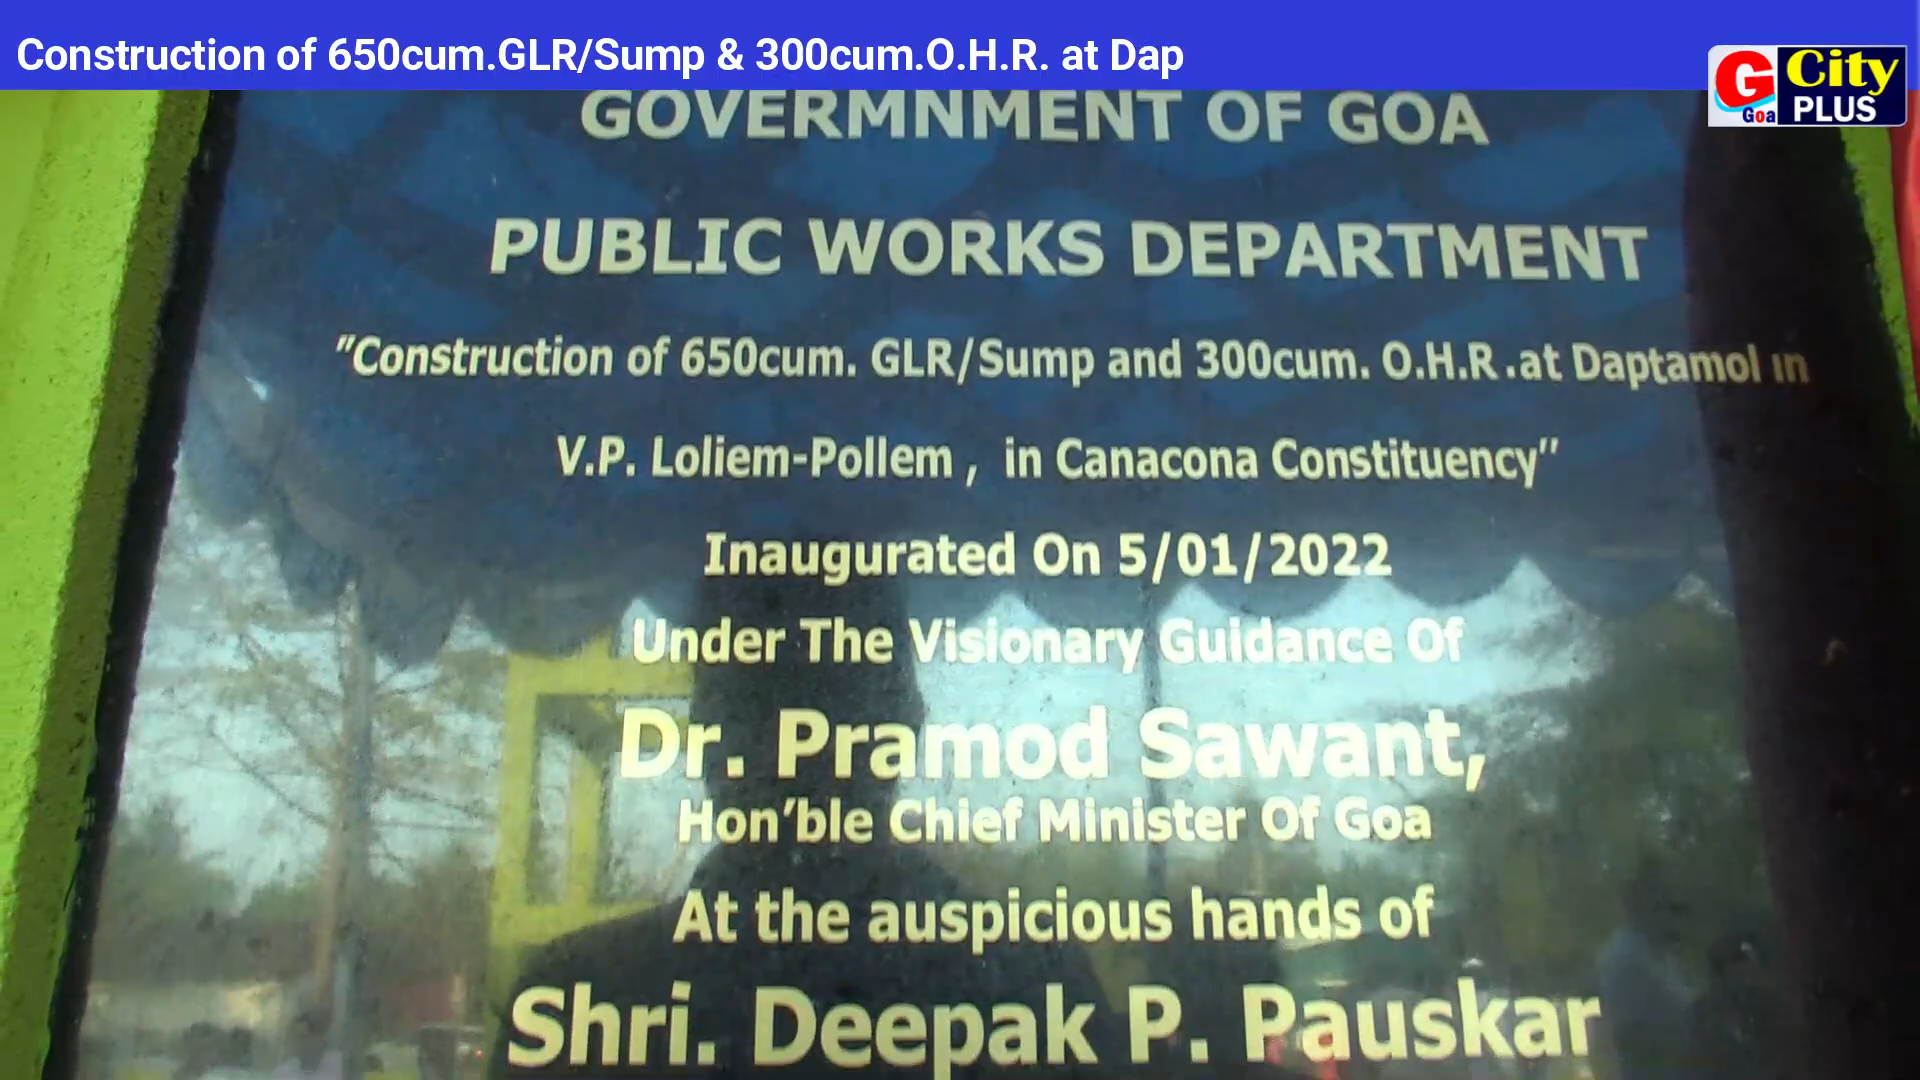 Construction of 650cum.GLR/Sump & 300cum.O.H.R. at Dap
G Goa City PLUS
GOVERMNMENT OF GOA
PUBLIC WORKS DEPARTMENT
"Construction of 650cum. GLR/Sump and 300cum. O.H.R.at Daptamol in
V.P. Loliem-Pollem , in Canacona Constituency"
Inaugurated On 5/01/2022
Under The Visionary Guidance Of
Dr. Pramod Sawant,
Hon'ble Chief Minister Of Goa
At the auspicious hands of
Shri. Deepak P. Pauskar